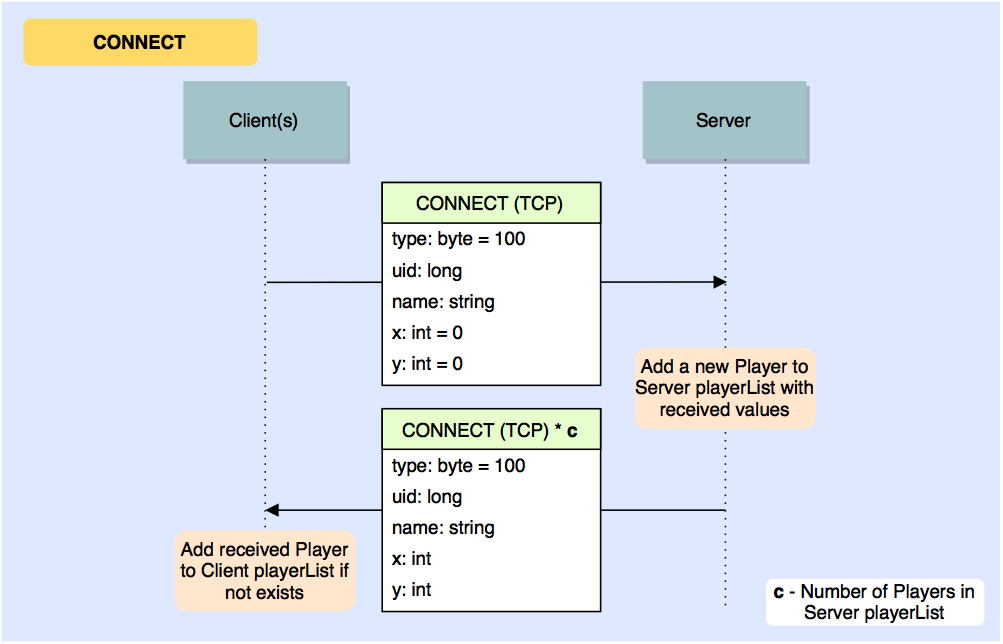 CONNECT
Client(s)
Server
CONNECT (TCP)
type: byte = 100
uid: long
name: string
x: int = 0
y: int = 0
Add a new Player to
Server playerList with
received values
CONNECT (TCP) * c
type: byte = 100
uid: long
name: string
x: int
y: int
Add received Player
to Client playerList if
not exists
c - Number of Players in
Server playerList